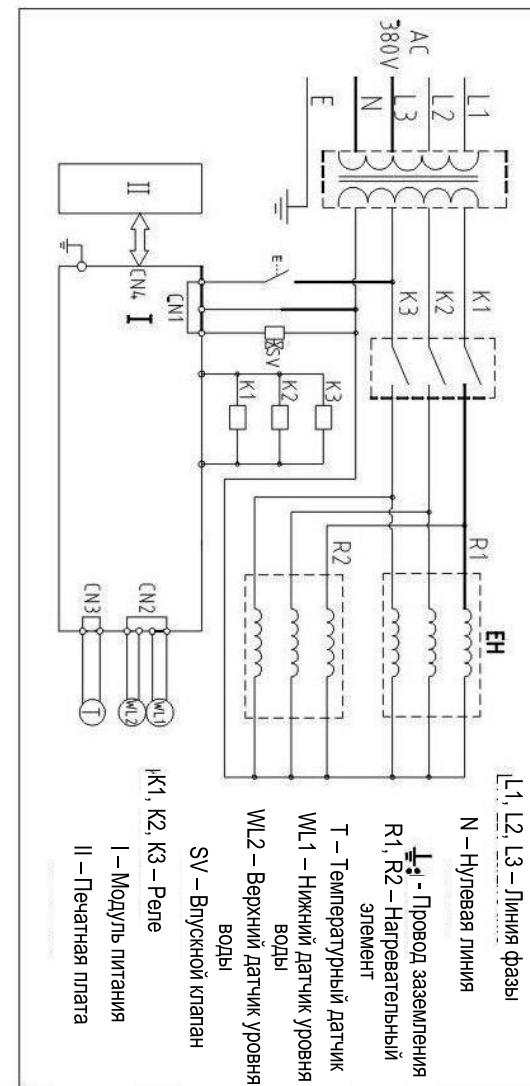 AC
380V
L1
L2
L3
N
E
K1
K2
K3
II
CN4
I
CN1
E...
SV
K1
K2
K3
R1
R2
EH
CN3
CN2
T
WL2
WL1
L1, L2, L3 – Линия фазы
N – Нулевая линия
- Провод заземления
R1, R2 – Нагревательный
элемент
T – Температурный датчик
WL1 – Нижний датчик уровня
воды
WL2 – Верхний датчик уровня
воды
SV – Впускной клапан
K1, K2, K3 – Реле
I – Модуль питания
II – Печатная плата